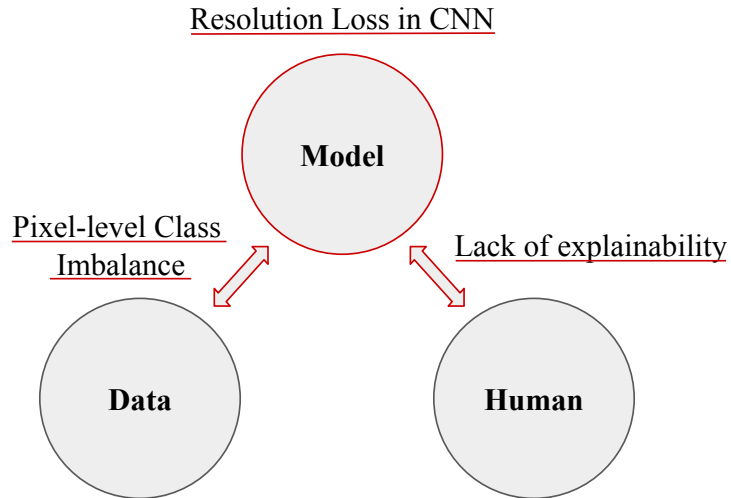 Resolution Loss in CNN
Model
Pixel-level Class
Imbalance
Lack of explainability
Data
Human